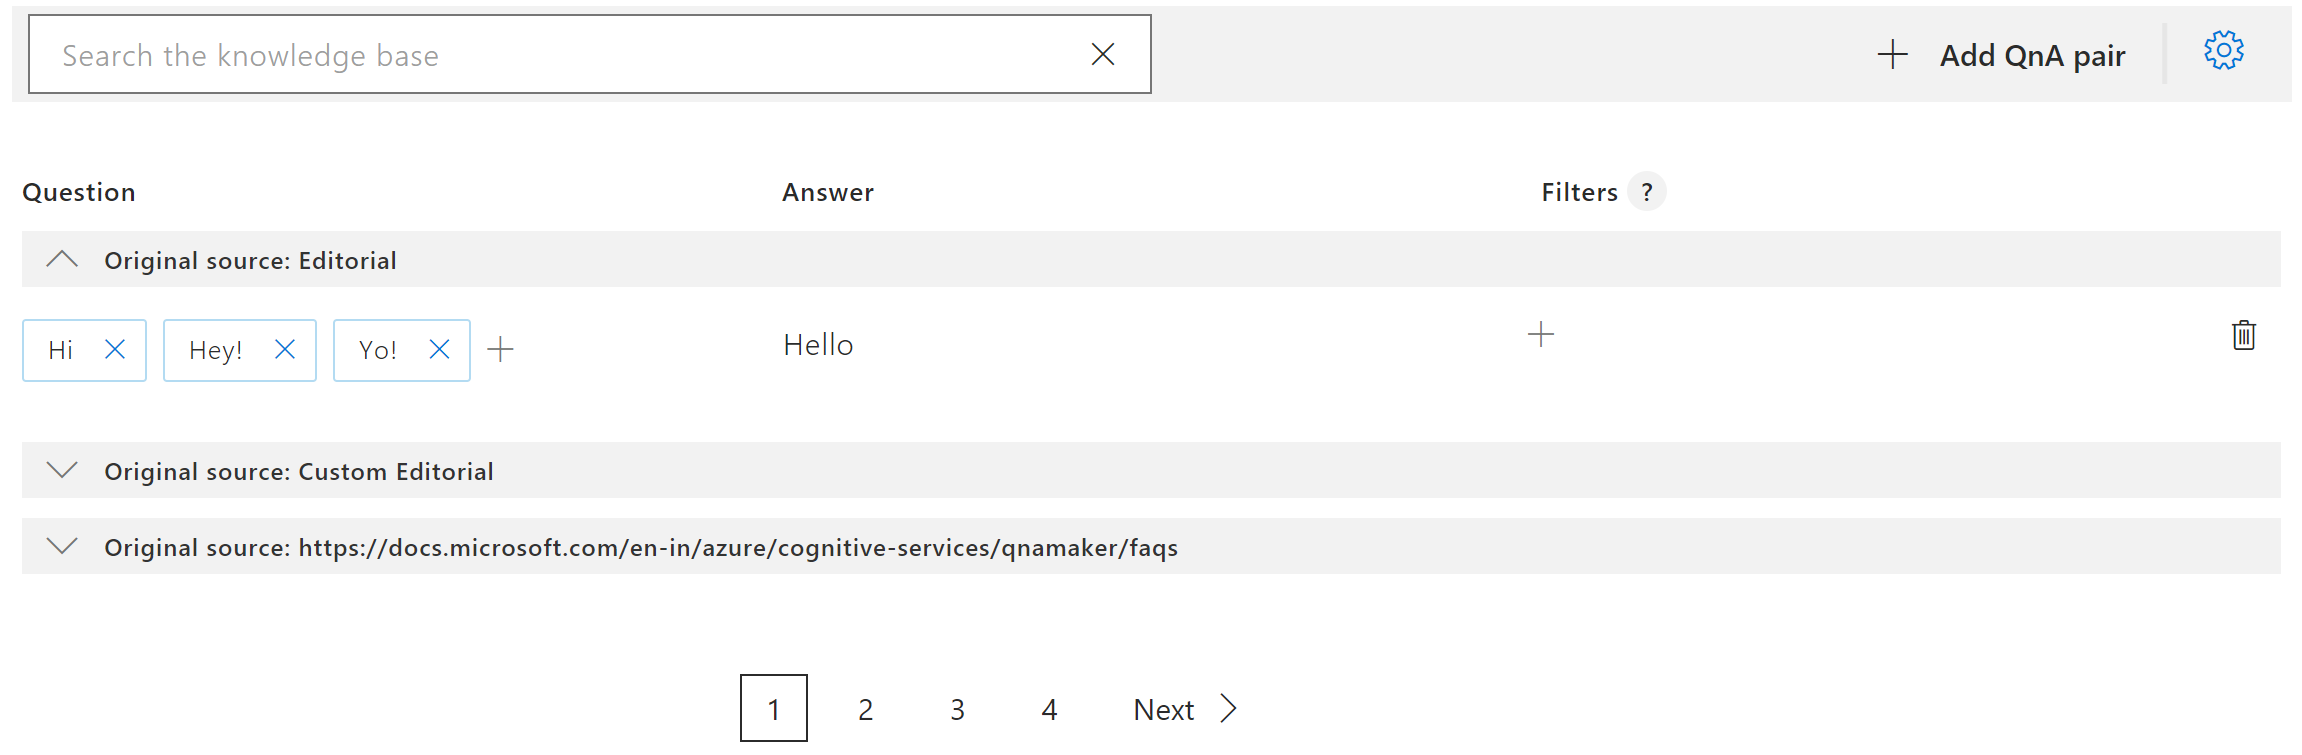 Search the knowledge base
Add QnA pair
Question Answer Filters ?
Original source: Editorial
Hi Hey! Yo! Hello
Original source: Custom Editorial
Original source: https://docs.microsoft.com/en-in/azure/cognitive-services/qnamaker/faqs
1 2 3 4 Next